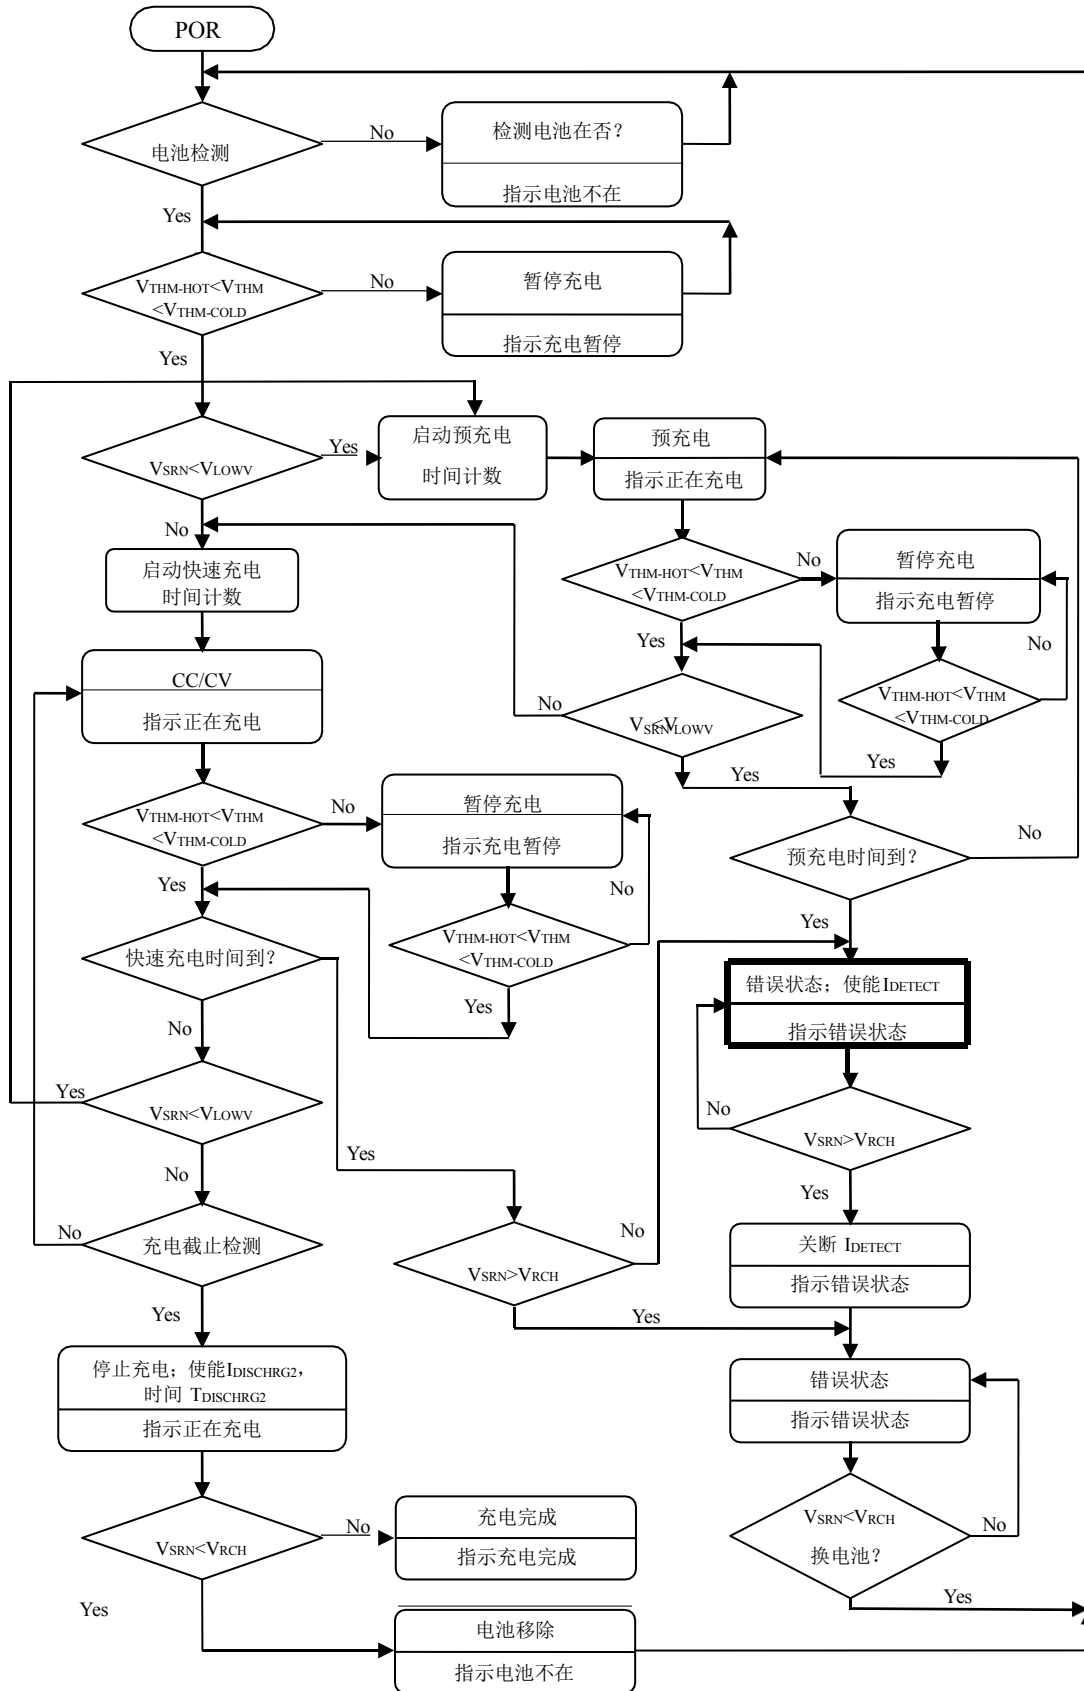 POR
电池检测
No
检测电池在否？
指示电池不在
Yes
VTHM-HOT<VTHM
<VTHM-COLD
No
暂停充电
指示充电暂停
Yes
VSRN<VLOWV
Yes
启动预充电
时间计数
预充电
指示正在充电
No
启动快速充电
时间计数
VTHM-HOT<VTHM
<VTHM-COLD
No
暂停充电
指示充电暂停
Yes
No
VTHM-HOT<VTHM
<VTHM-COLD
Yes
CC/CV
指示正在充电
No
VSRN<VLOWV
Yes
VTHM-HOT<VTHM
<VTHM-COLD
No
暂停充电
指示充电暂停
No
预充电时间到？
No
Yes
VTHM-HOT<VTHM
<VTHM-COLD
Yes
Yes
快速充电时间到？
错误状态；使能IDETECT
指示错误状态
No
Yes
VSRN<VLOWV
Yes
No
VSRN>VRCH
No
Yes
No
充电截止检测
No
VSRN>VRCH
关断 IDETECT
指示错误状态
Yes
Yes
停止充电；使能IDISCHRG2，
时间 TDISCHRG2
指示正在充电
错误状态
指示错误状态
VSRN<VRCH
No
充电完成
指示充电完成
VSRN<VRCH
换电池？
No
Yes
Yes
电池移除
指示电池不在